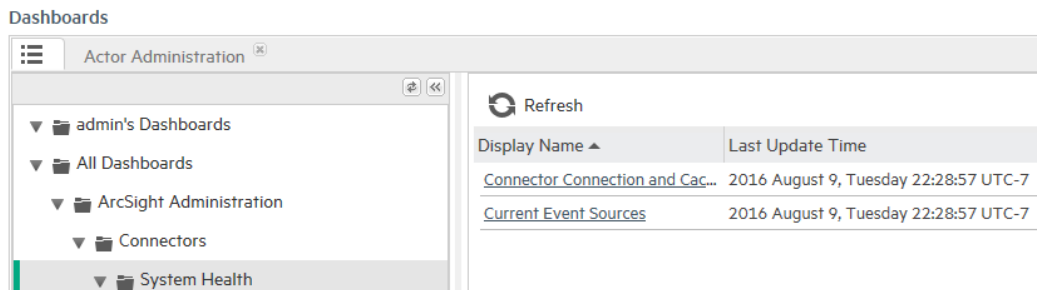 Dashboards
Actor Administration
admin's Dashboards
All Dashboards
ArcSight Administration
Connectors
System Health
Refresh
Display Name Last Update Time
Connector Connection and Cac... 2016 August 9, Tuesday 22:28:57 UTC-7
Current Event Sources 2016 August 9, Tuesday 22:28:57 UTC-7